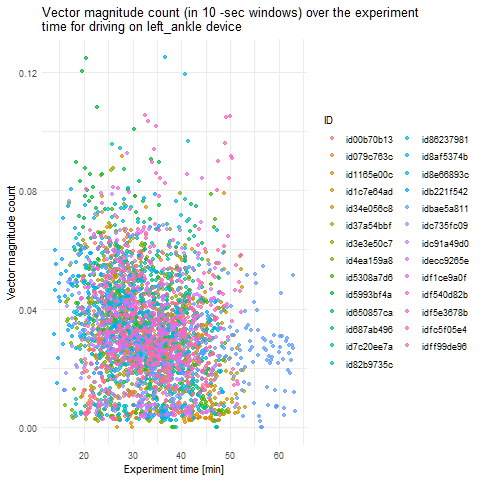 Vector magnitude count (in 10 -sec windows) over the experiment
time for driving on left_ankle device
Vector magnitude count
0.12
0.08
0.04
0.00
20
30
40
50
60
Experiment time [min]
ID
id00b70b13
id079c763c
id1165e00c
id1c7e64ad
id34e056c8
id37a54bbf
id3e3e50c7
id4ea159a8
id5308a7d6
id5993bf4a
id650857ca
id687ab496
id7c20ee7a
id82b9735c
id86237981
id8af5374b
id8e66893c
idb221f542
idbae5a811
idc735fc09
idc91a49d0
idecc9265e
idf1ce9a0f
idf540d82b
idf5e3678b
idfc5f05e4
idff99de96